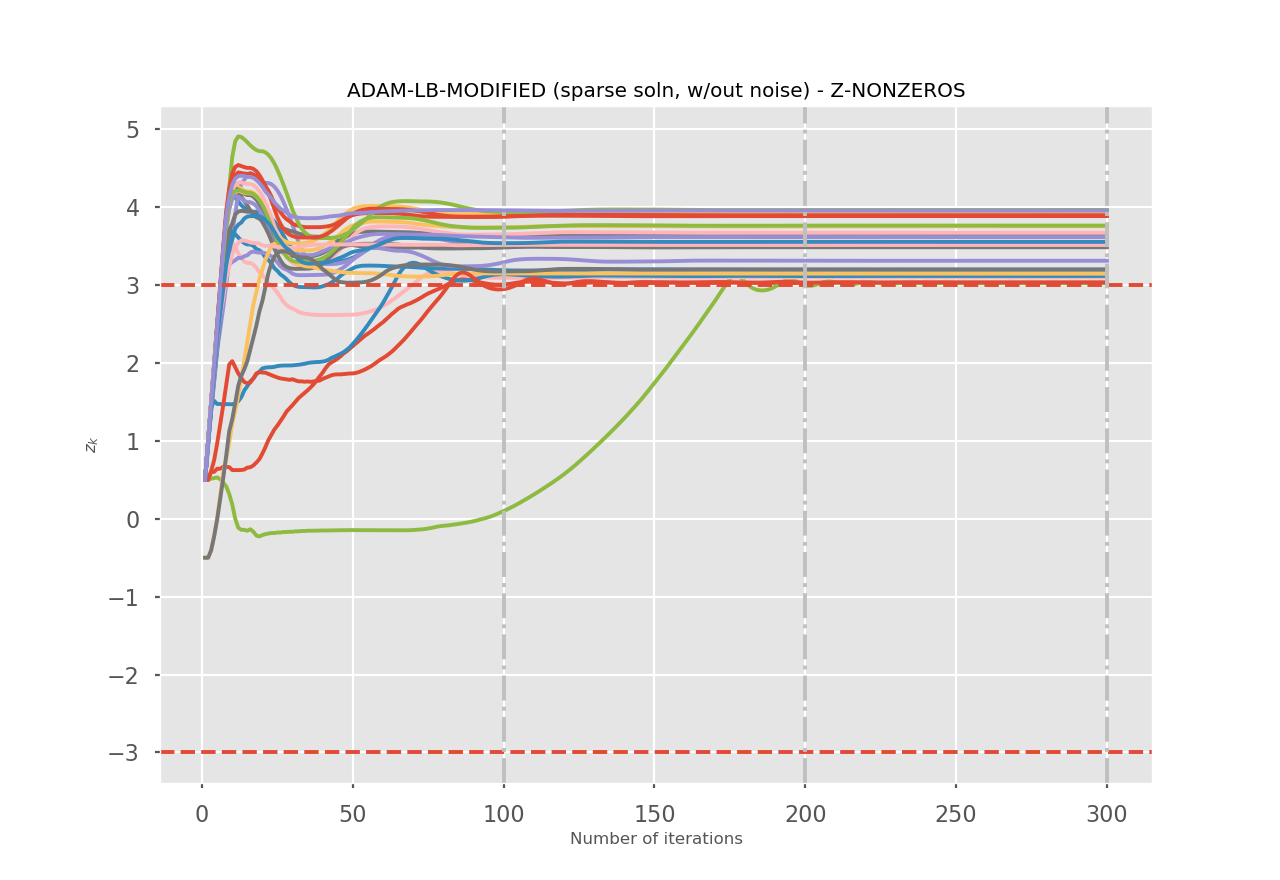 ADAM-LB-MODIFIED (sparse soln, w/out noise) - Z-NONZEROS
5
4
3
2
1
0
−1
−2
−3
z_k
0 50 100 150 200 250 300
Number of iterations